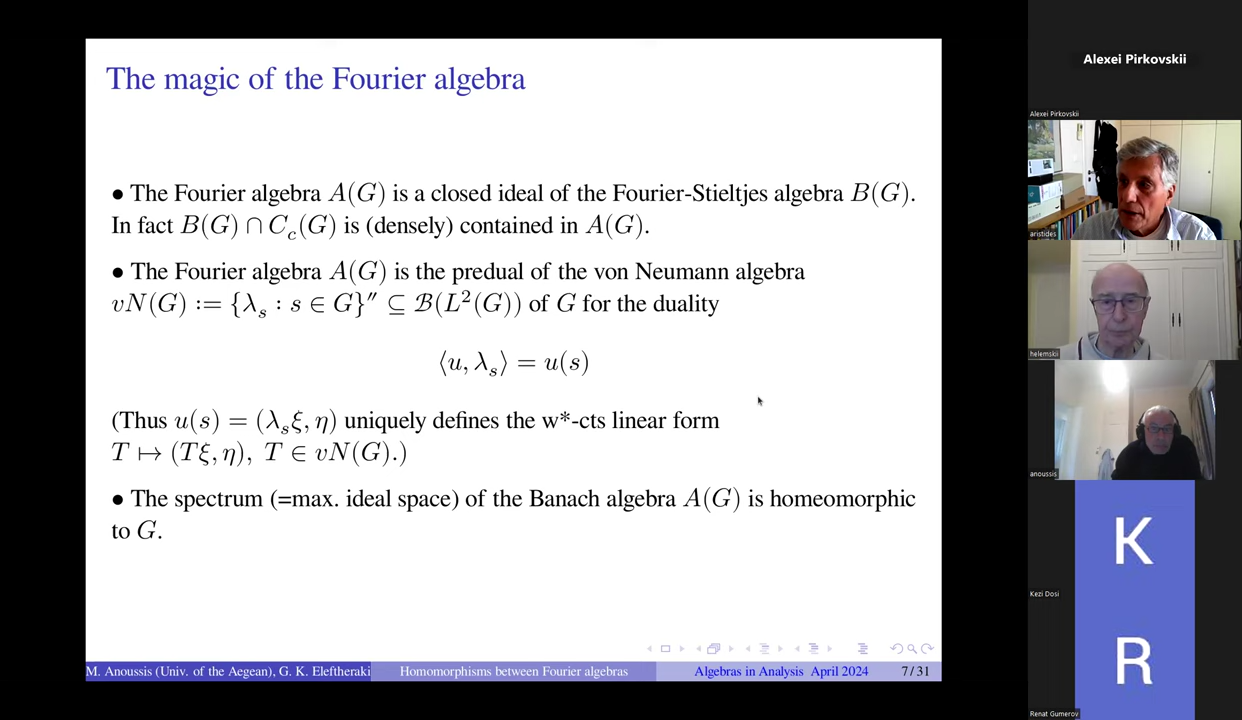 The magic of the Fourier algebra
• The Fourier algebra A(G) is a closed ideal of the Fourier-Stieltjes algebra B(G).
In fact B(G) ∩ C_c(G) is (densely) contained in A(G).
• The Fourier algebra A(G) is the predual of the von Neumann algebra
vN(G) := {λ_s : s ∈ G}″ ⊆ ℬ(L²(G)) of G for the duality
⟨u, λ_s⟩ = u(s)
(Thus u(s) = (λ_sξ, η) uniquely defines the w*-cts linear form
T ↦ (Tξ, η), T ∈ vN(G).)
• The spectrum (=max. ideal space) of the Banach algebra A(G) is homeomorphic
to G.
M. Anoussis (Univ. of the Aegean), G. K. Eleftheraki
Homomorphisms between Fourier algebras
Algebras in Analysis April 2024
7/31
Alexei Pirkovskii
Alexei Pirkovskii
aristides
helemskii
anoussis
K
Kezi Dosi
R
Renat Gumerov